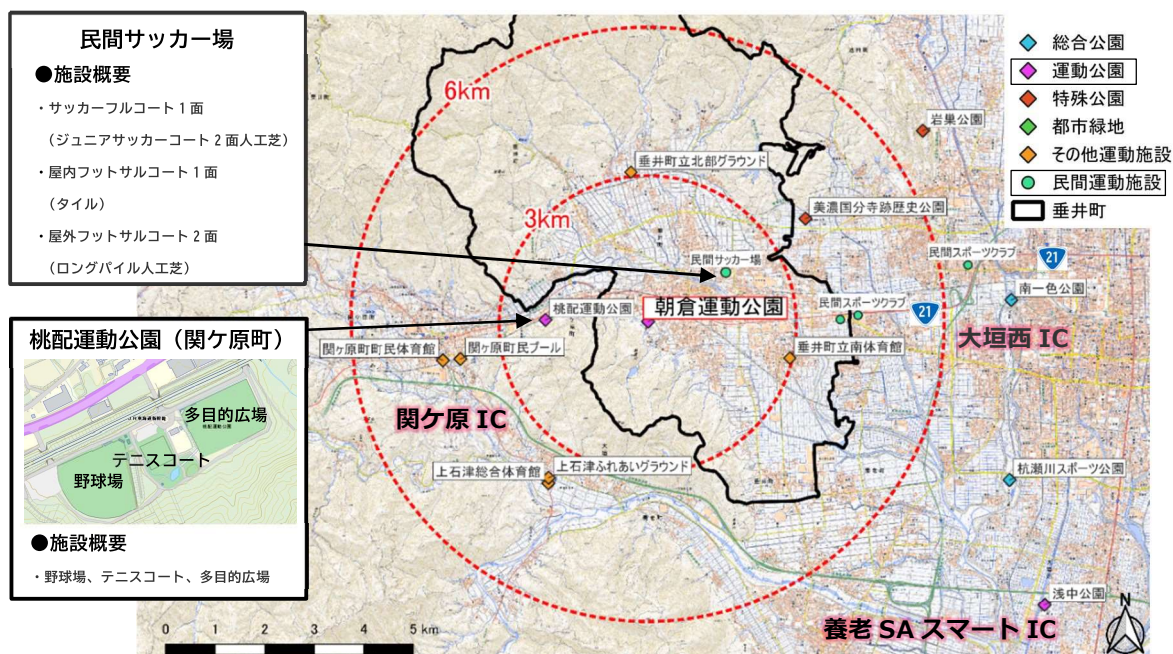 民間サッカー場
●施設概要
・サッカーフルコート1面
（ジュニアサッカーコート2面人工芝）
・屋内フットサルコート1面
（タイル）
・屋外フットサルコート2面
（ロングパイル人工芝）
桃配運動公園（関ケ原町）
多目的広場
桃配運動公園
テニスコート
野球場
●施設概要
・野球場、テニスコート、多目的広場
6km
3km
垂井町立北部グラウンド
岩巣公園
美濃国分寺跡歴史公園
民間サッカー場
民間スポーツクラブ
21
南一色公園
桃配運動公園
朝倉運動公園
民間スポーツクラブ
21
大垣西 IC
関ヶ原町町民体育館
関ヶ原町民プール
垂井町立南体育館
関ケ原 IC
上石津総合体育館
上石津ふれあいグラウンド
杭瀬川スポーツ公園
浅中公園
養老 SA スマート IC
総合公園
運動公園
特殊公園
都市緑地
その他運動施設
民間運動施設
垂井町
0 1 2 3 4 5 km
N